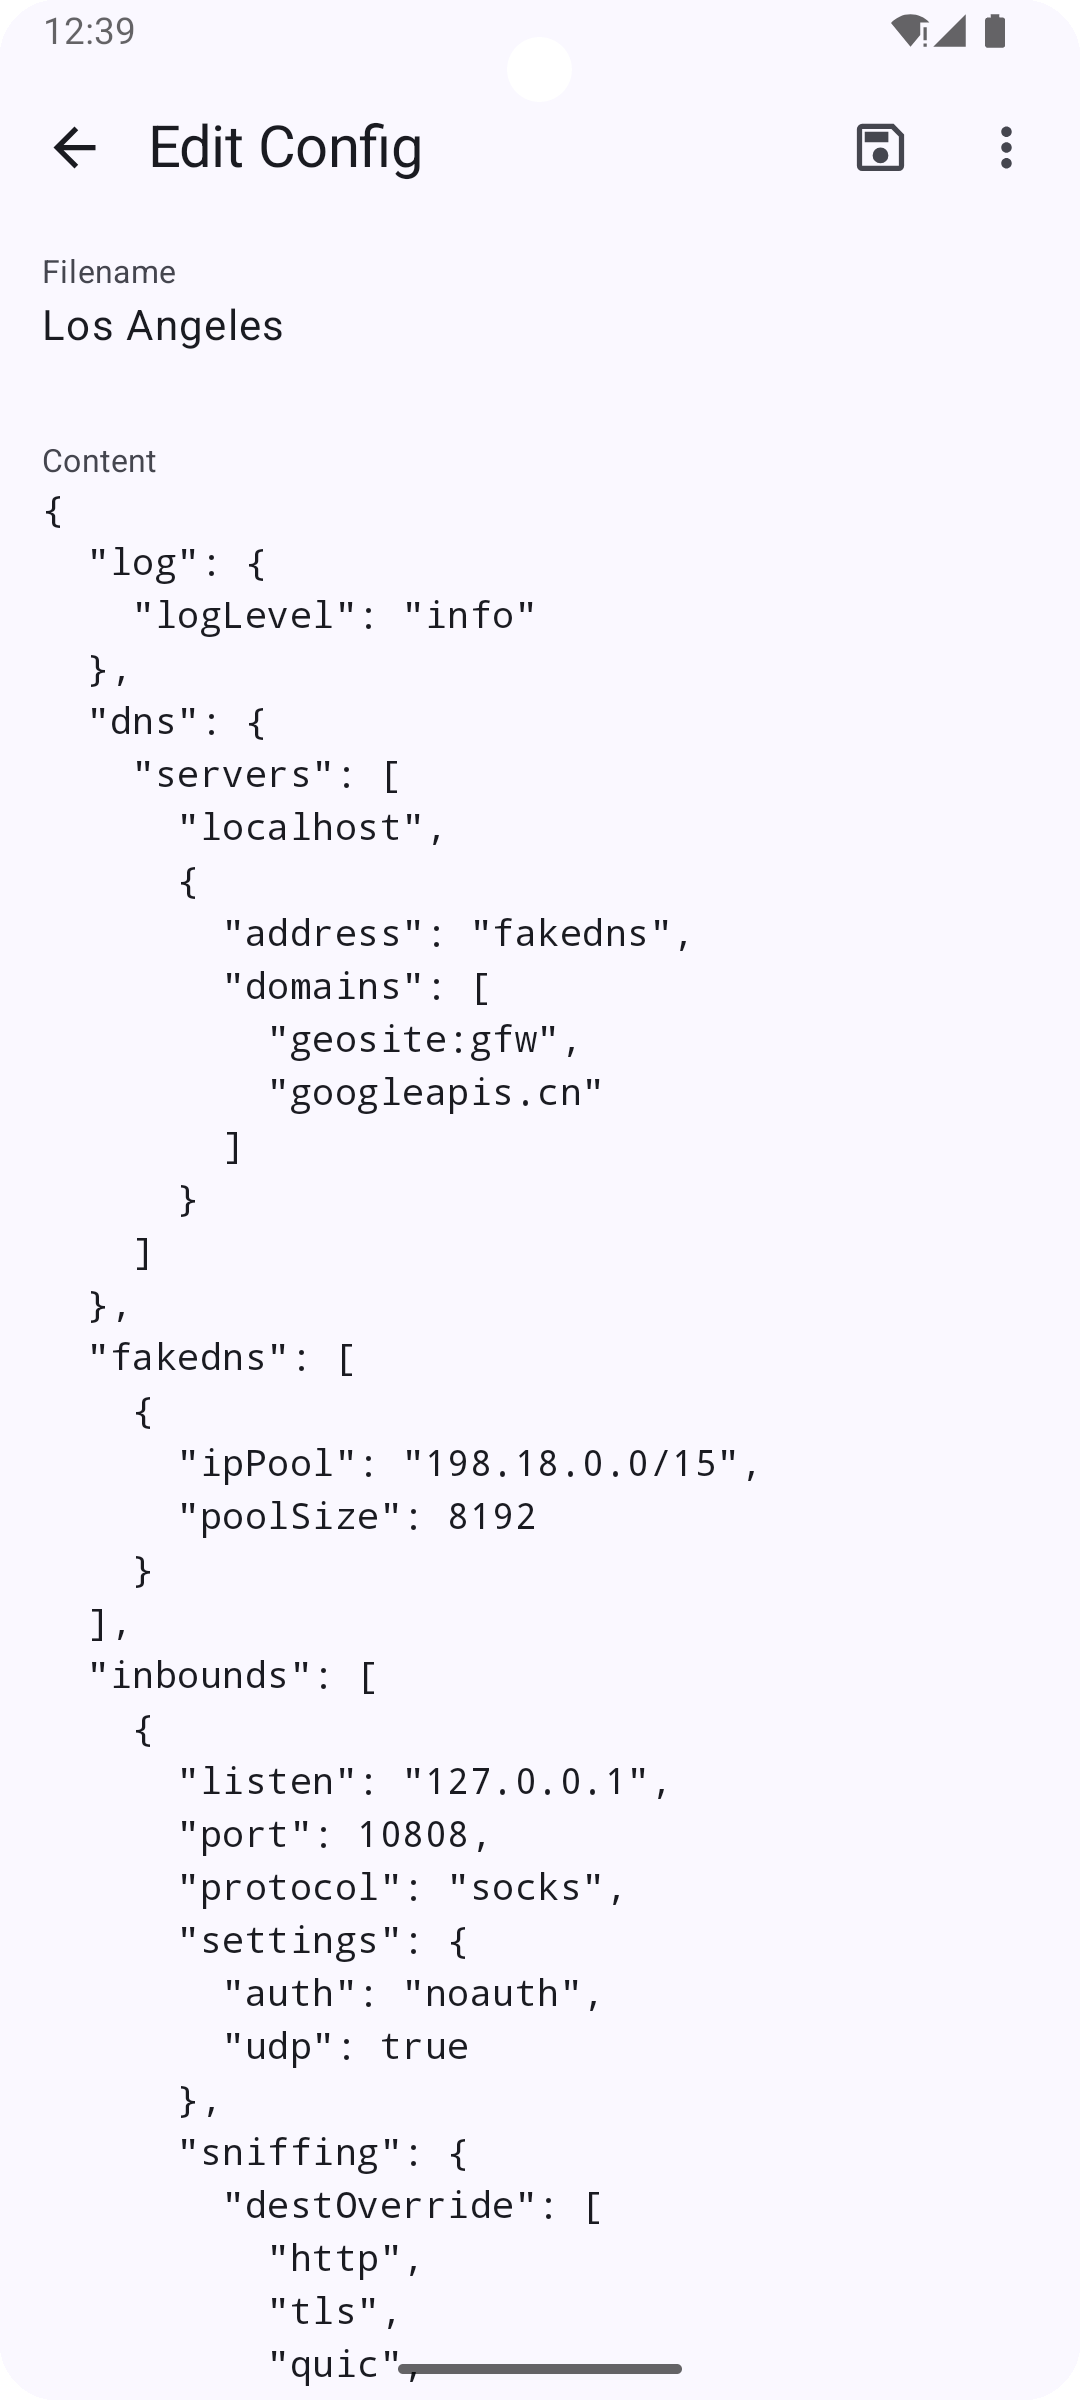 12:39
Edit Config
Filename
Los Angeles
Content
{
  "log": {
    "logLevel": "info"
  },
  "dns": {
    "servers": [
      "localhost",
      {
        "address": "fakedns",
        "domains": [
          "geosite:gfw",
          "googleapis.cn"
        ]
      }
    ]
  },
  "fakedns": [
    {
      "ipPool": "198.18.0.0/15",
      "poolSize": 8192
    }
  ],
  "inbounds": [
    {
      "listen": "127.0.0.1",
      "port": 10808,
      "protocol": "socks",
      "settings": {
        "auth": "noauth",
        "udp": true
      },
      "sniffing": {
        "destOverride": [
          "http",
          "tls",
          "quic",